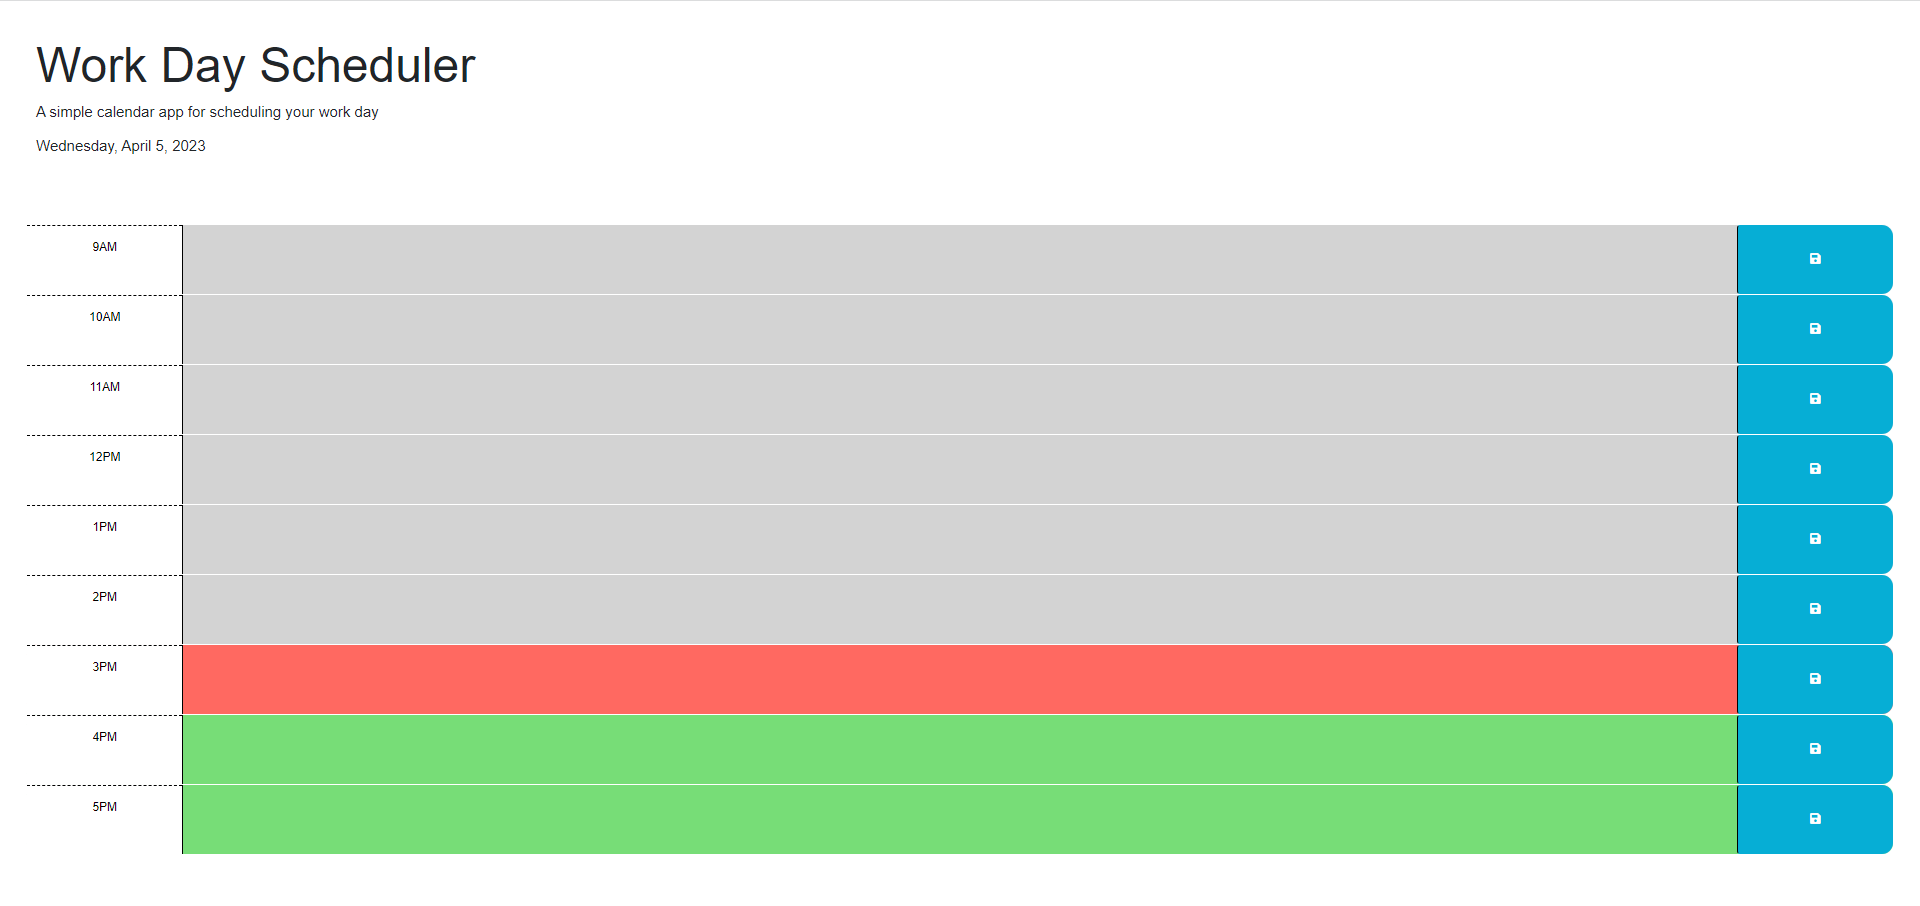 Work Day Scheduler
A simple calendar app for scheduling your work day
Wednesday, April 5, 2023
9AM
10AM
11AM
12PM
1PM
2PM
3PM
4PM
5PM